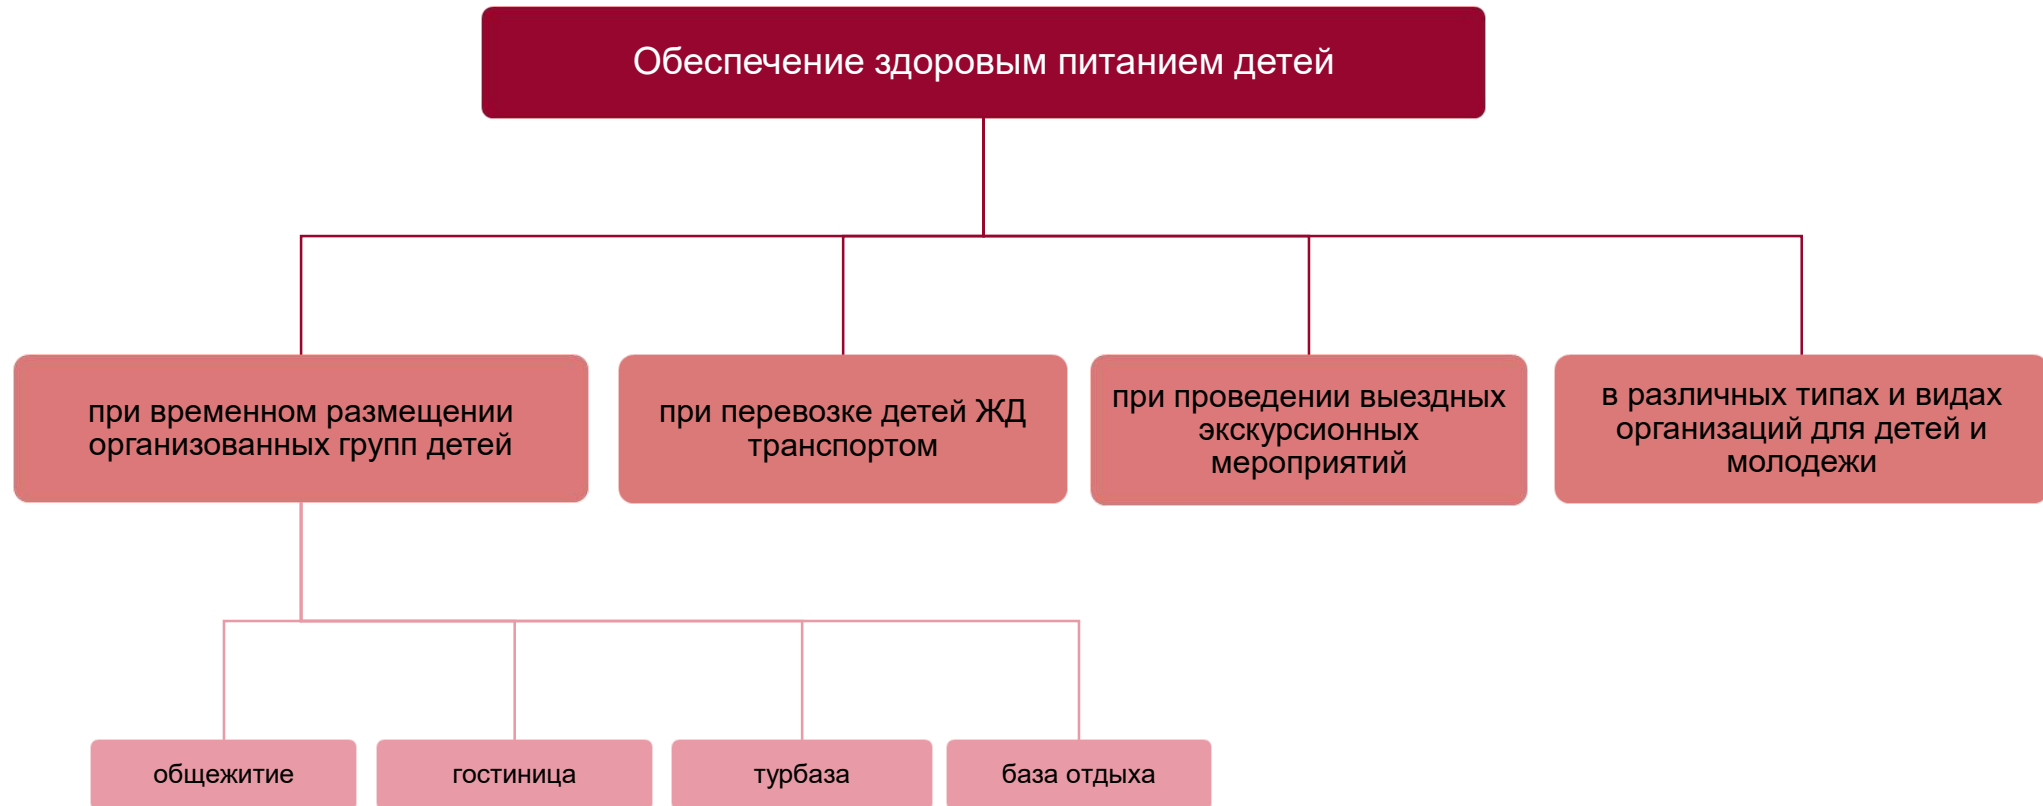 Обеспечение здоровым питанием детей
при временном размещении
организованных групп детей
при перевозке детей ЖД
транспортом
при проведении выездных
экскурсионных
мероприятий
в различных типах и видах
организаций для детей и
молодежи
общежитие
гостиница
турбаза
база отдыха